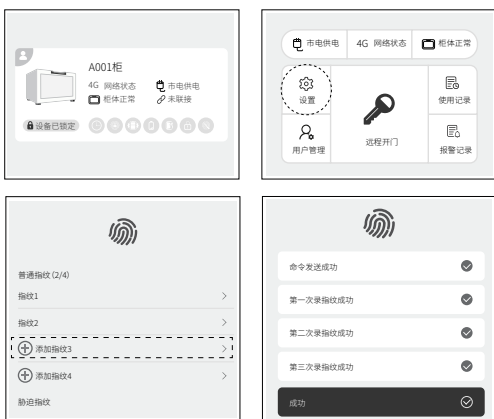 A001柜
4G 网络状态 市电供电
柜体正常 未联接
设备已锁定
市电供电 4G 网络状态 柜体正常
设置
用户管理
远程开门
使用记录
报警记录
普通指纹 (2/4)
指纹1
指纹2
添加指纹3
添加指纹4
胁迫指纹
命令发送成功
第一次录指纹成功
第二次录指纹成功
第三次录指纹成功
成功